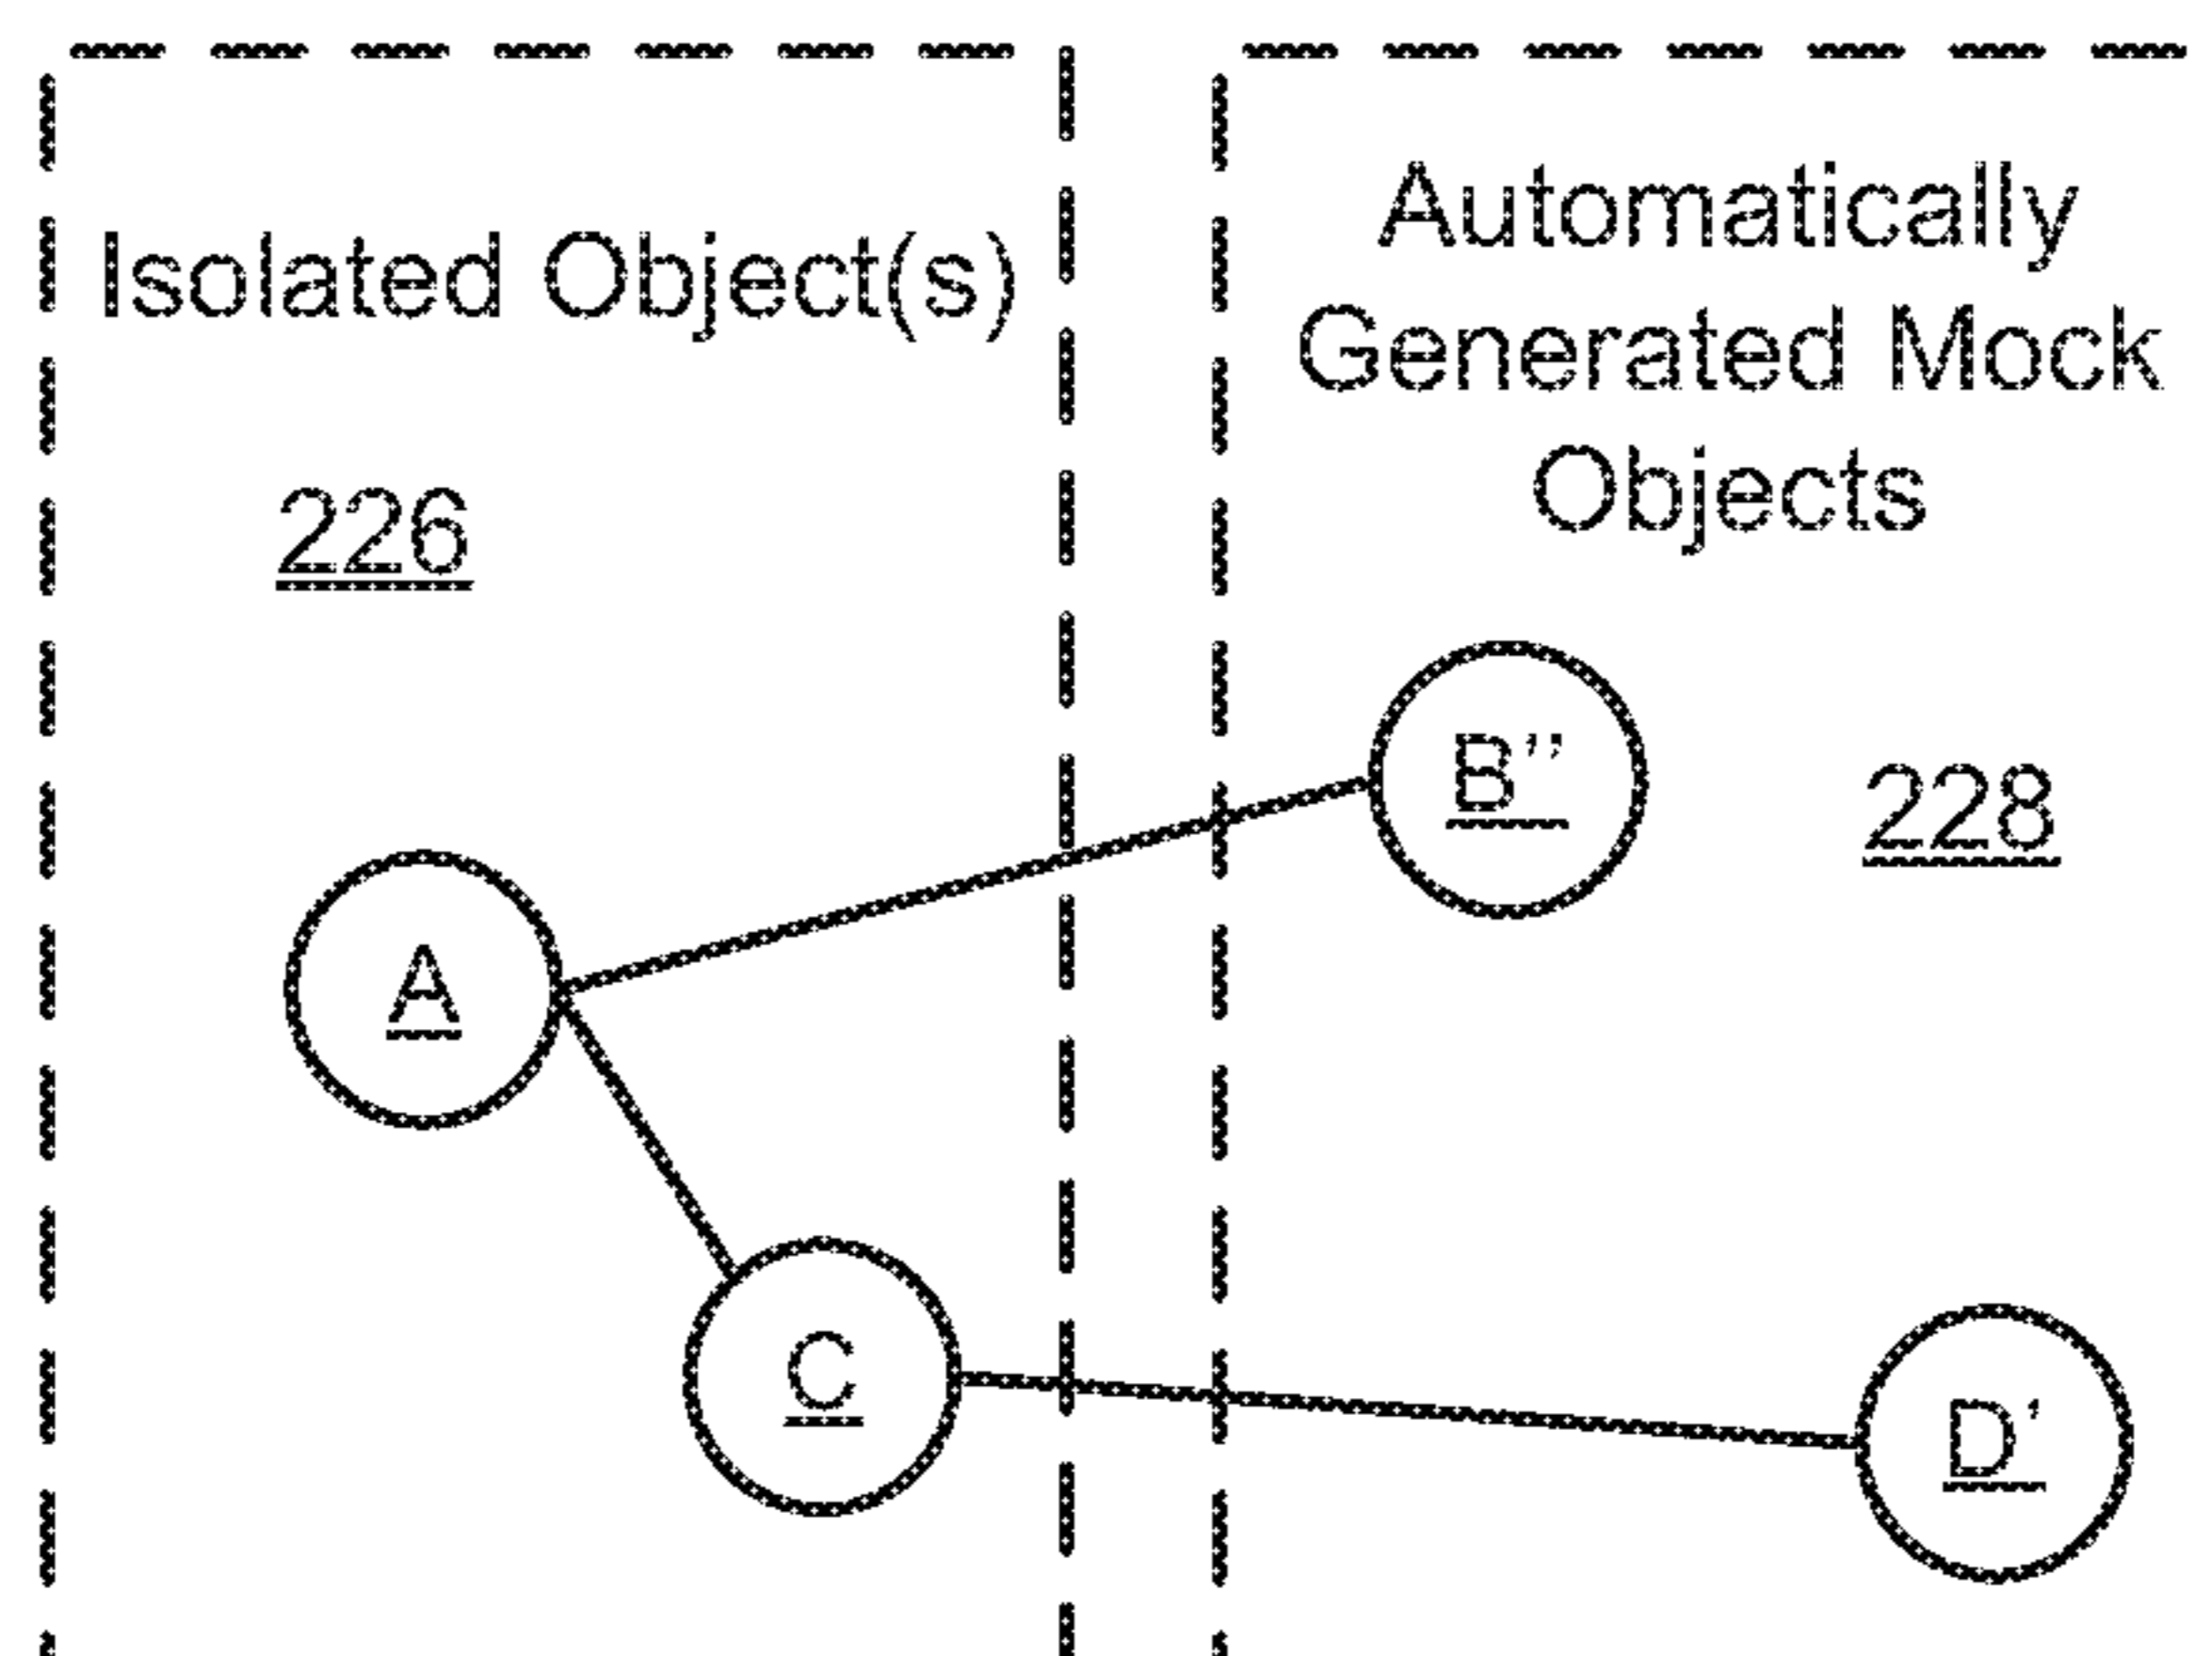 Isolated Object(s)
226
Automatically
Generated Mock
Objects
B’’
228
A
C
D’